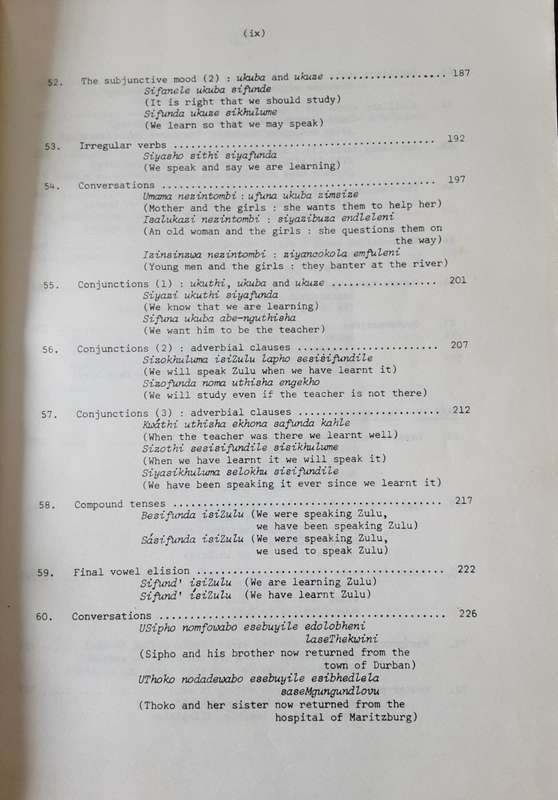 (ix)
52. The subjunctive mood (2) : ukuba and ukuze ................... 187
Sifanele ukuba sifunde
(It is right that we should study)
Sifunda ukuze sikhulume
(We learn so that we may speak)
53. Irregular verbs .......................................... 192
Siyasho sithi siyafunda
(We speak and say we are learning)
54. Conversations ............................................ 197
Umama nezintombi : ufuna ukuba zimsize
(Mother and the girls : she wants them to help her)
Isalukazi nezintombi : siyazibuza endleleni
(An old woman and the girls : she questions them on
the way)
Izinsinzwa nezintombi : ziyancokola emfuleni
(Young men and the girls : they banter at the river)
55. Conjunctions (1) : ukuthi, ukuba and ukuze ................. 201
Siyazi ukuthi siyafunda
(We know that we are learning)
Sifuna ukuba abe-nguthisha
(We want him to be the teacher)
56. Conjunctions (2) : adverbial clauses ....................... 207
Sizokhuluma isiZulu lapho sesisifundile
(We will speak Zulu when we have learnt it)
Sizofunda noma uthisha engekho
(We will study even if the teacher is not there)
57. Conjunctions (3) : adverbial clauses ....................... 212
Kwáthi uthisha ekhona safunda kahle
(When the teacher was there we learnt well)
Sizothi sesisifundile sisikhulume
(When we have learnt it we will speak it)
Siyasikhuluma selokhu sisifundile
(We have been speaking it ever since we learnt it)
58. Compound tenses ............................................ 217
Besifunda isiZulu (We were speaking Zulu,
we have been speaking Zulu)
Sásifunda isiZulu (We were speaking Zulu,
we used to speak Zulu)
59. Final vowel elision ........................................ 222
Sifund' isiZulu (We are learning Zulu)
Sifund' isiZulu (We have learnt Zulu)
60. Conversations .............................................. 226
USipho nomfowabo esebuyile edolobheni
laseThekwini
(Sipho and his brother now returned from the
town of Durban)
UThoko nodadewabo esebuyile esibhedlela
saseMgungundlovu
(Thoko and her sister now returned from the
hospital of Maritzburg)